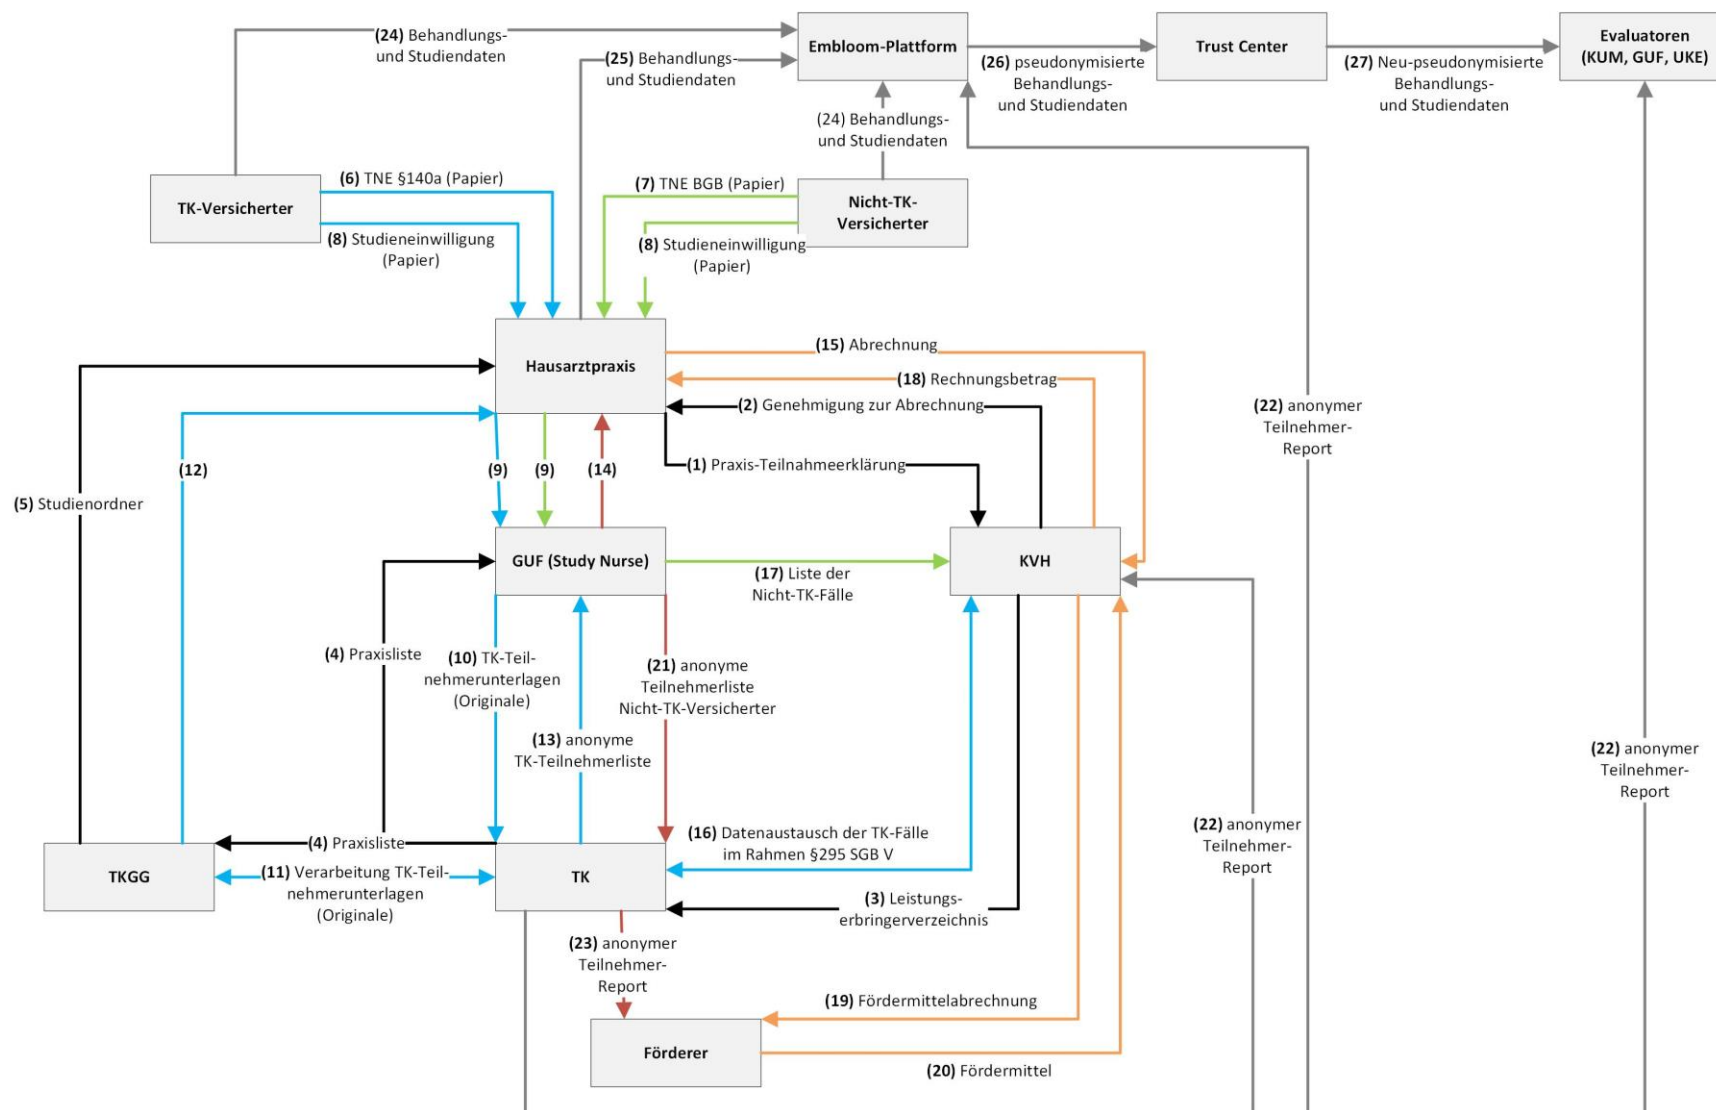 (24) Behandlungs-
und Studiendaten
(25) Behandlungs-
und Studiendaten
Embloom-Plattform
(26) pseudonymisierte
Behandlungs-
und Studiendaten
Trust Center
(27) Neu-pseudonymisierte
Behandlungs-
und Studiendaten
Evaluatoren
(KUM, GUF, UKE)
(24) Behandlungs-
und Studiendaten
TK-Versicherter
(6) TNE §140a (Papier)
(8) Studieneinwilligung
(Papier)
(7) TNE BGB (Papier)
(8) Studieneinwilligung
(Papier)
Nicht-TK-
Versicherter
Hausarztpraxis
(15) Abrechnung
(18) Rechnungsbetrag
(2) Genehmigung zur Abrechnung
(1) Praxis-Teilnahmeerklärung
(22) anonymer
Teilnehmer-
Report
(12)
(9)
(9)
(14)
(5) Studienordner
GUF (Study Nurse)
(17) Liste der
Nicht-TK-Fälle
KVH
(4) Praxisliste
(10) TK-Teil-
nehmerunterlagen
(Originale)
(21) anonyme
Teilnehmerliste
Nicht-TK-Versicherter
(13) anonyme
TK-Teilnehmerliste
(22) anonymer
Teilnehmer-
Report
(16) Datenaustausch der TK-Fälle
im Rahmen §295 SGB V
(22) anonymer
Teilnehmer-
Report
TKGG
(4) Praxisliste
(11) Verarbeitung TK-Teil-
nehmerunterlagen
(Originale)
TK
(3) Leistungs-
erbringerverzeichnis
(23) anonymer
Teilnehmer-
Report
(19) Fördermittelabrechnung
Förderer
(20) Fördermittel